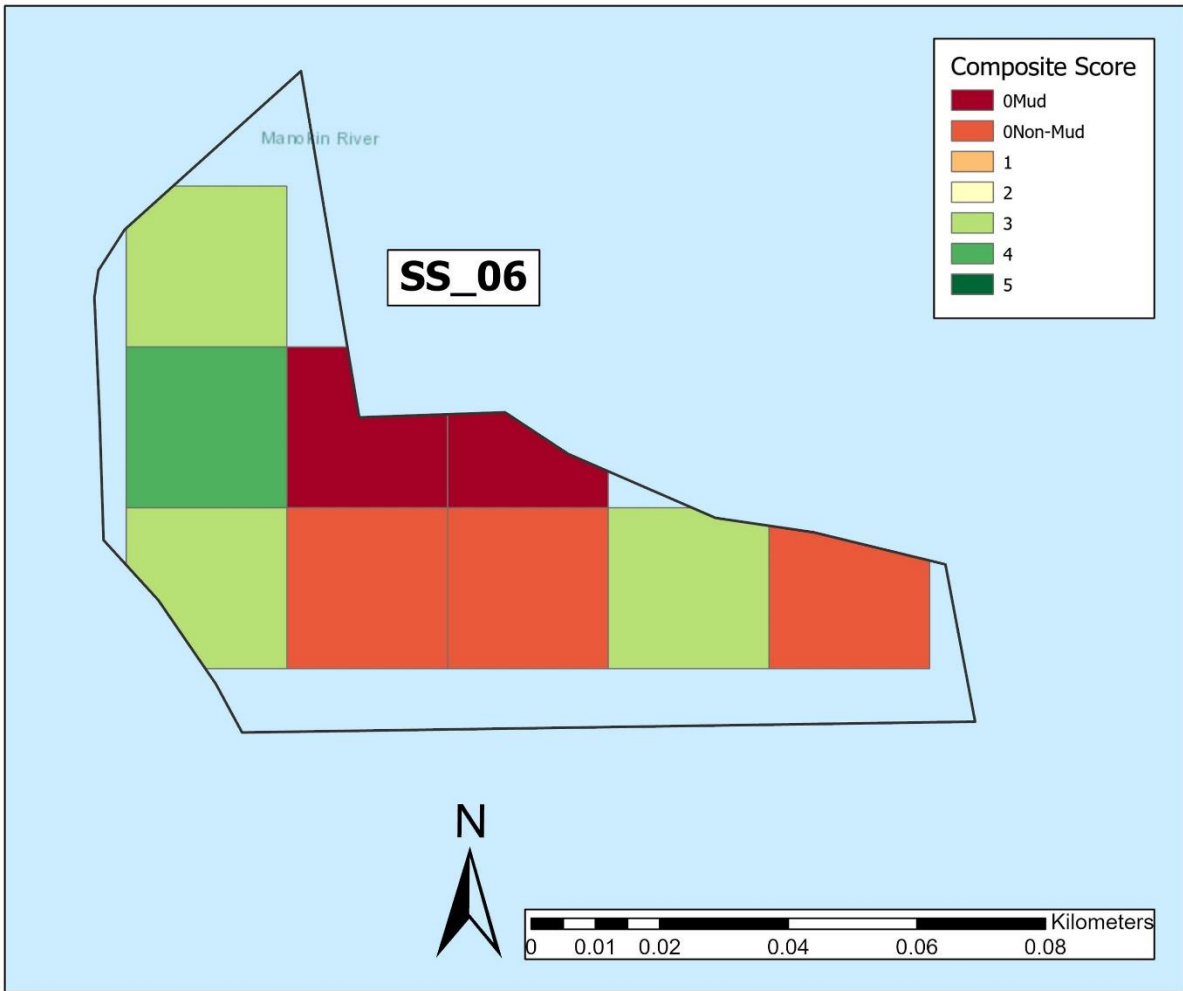 Composite Score
0Mud
0Non-Mud
1
2
3
4
5
Manokin River
SS_06
N
Kilometers
0 0.01 0.02 0.04 0.06 0.08